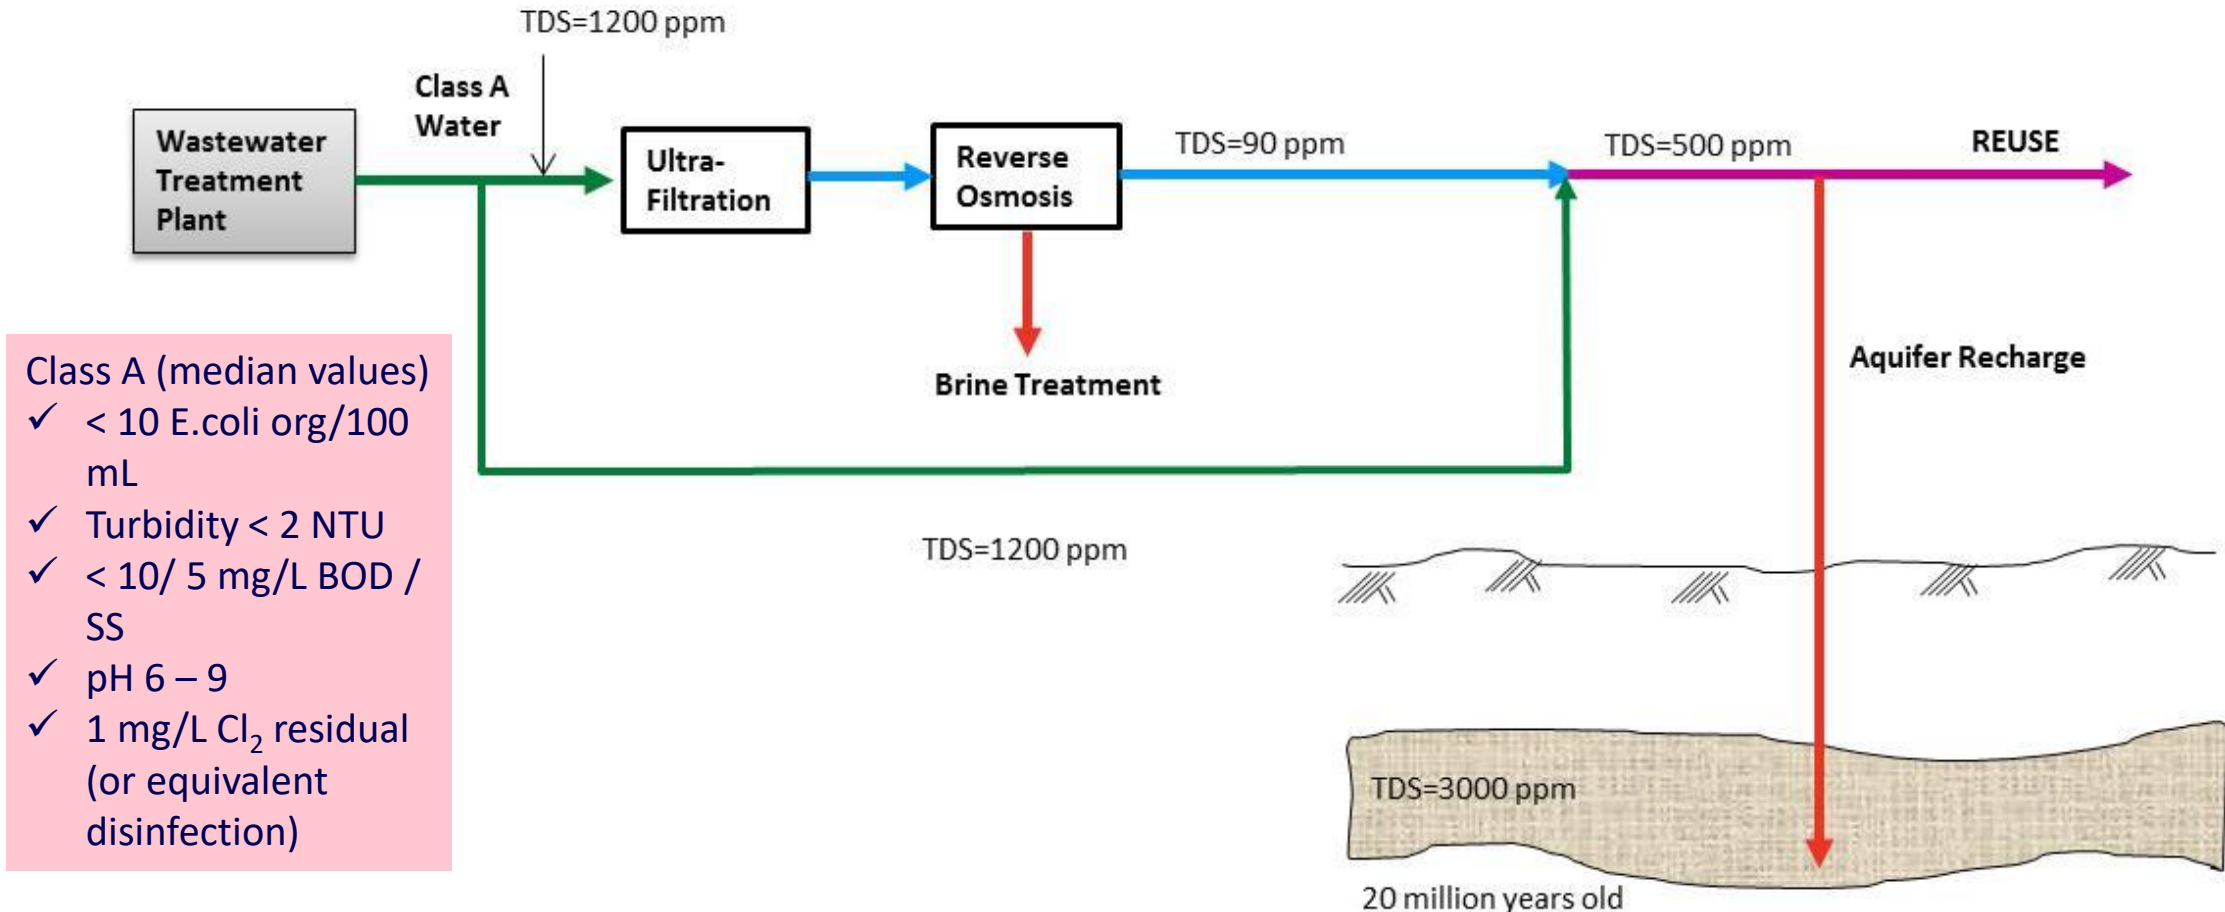 TDS=1200 ppm
Class A
Water
Wastewater
Treatment
Plant
Ultra-
Filtration
Reverse
Osmosis
TDS=90 ppm
TDS=500 ppm
REUSE
Brine Treatment
Aquifer Recharge
TDS=1200 ppm
Class A (median values)
✓ < 10 E.coli org/100
mL
✓ Turbidity < 2 NTU
✓ < 10/ 5 mg/L BOD /
SS
✓ pH 6 – 9
✓ 1 mg/L Cl₂ residual
(or equivalent
disinfection)
TDS=3000 ppm
20 million years old